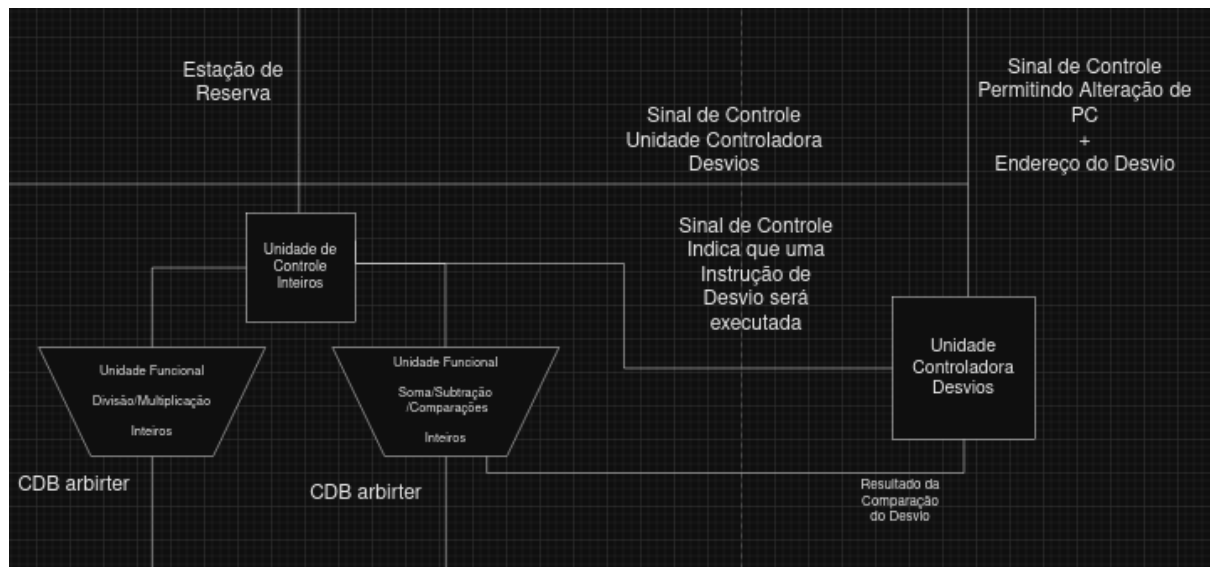 Estação de
Reserva
Sinal de Controle
Unidade Controladora
Desvios
Sinal de Controle
Permitindo Alteração de
PC
+
Endereço do Desvio
Unidade de
Controle
Inteiros
Sinal de Controle
Indica que uma
Instrução de
Desvio será
executada
Unidade Funcional
Divisão/Multiplicação
Inteiros
Unidade Funcional
Soma/Subtração
/Comparações
Inteiros
Unidade
Controladora
Desvios
CDB arbirter
CDB arbirter
Resultado da
Comparação
do Desvio